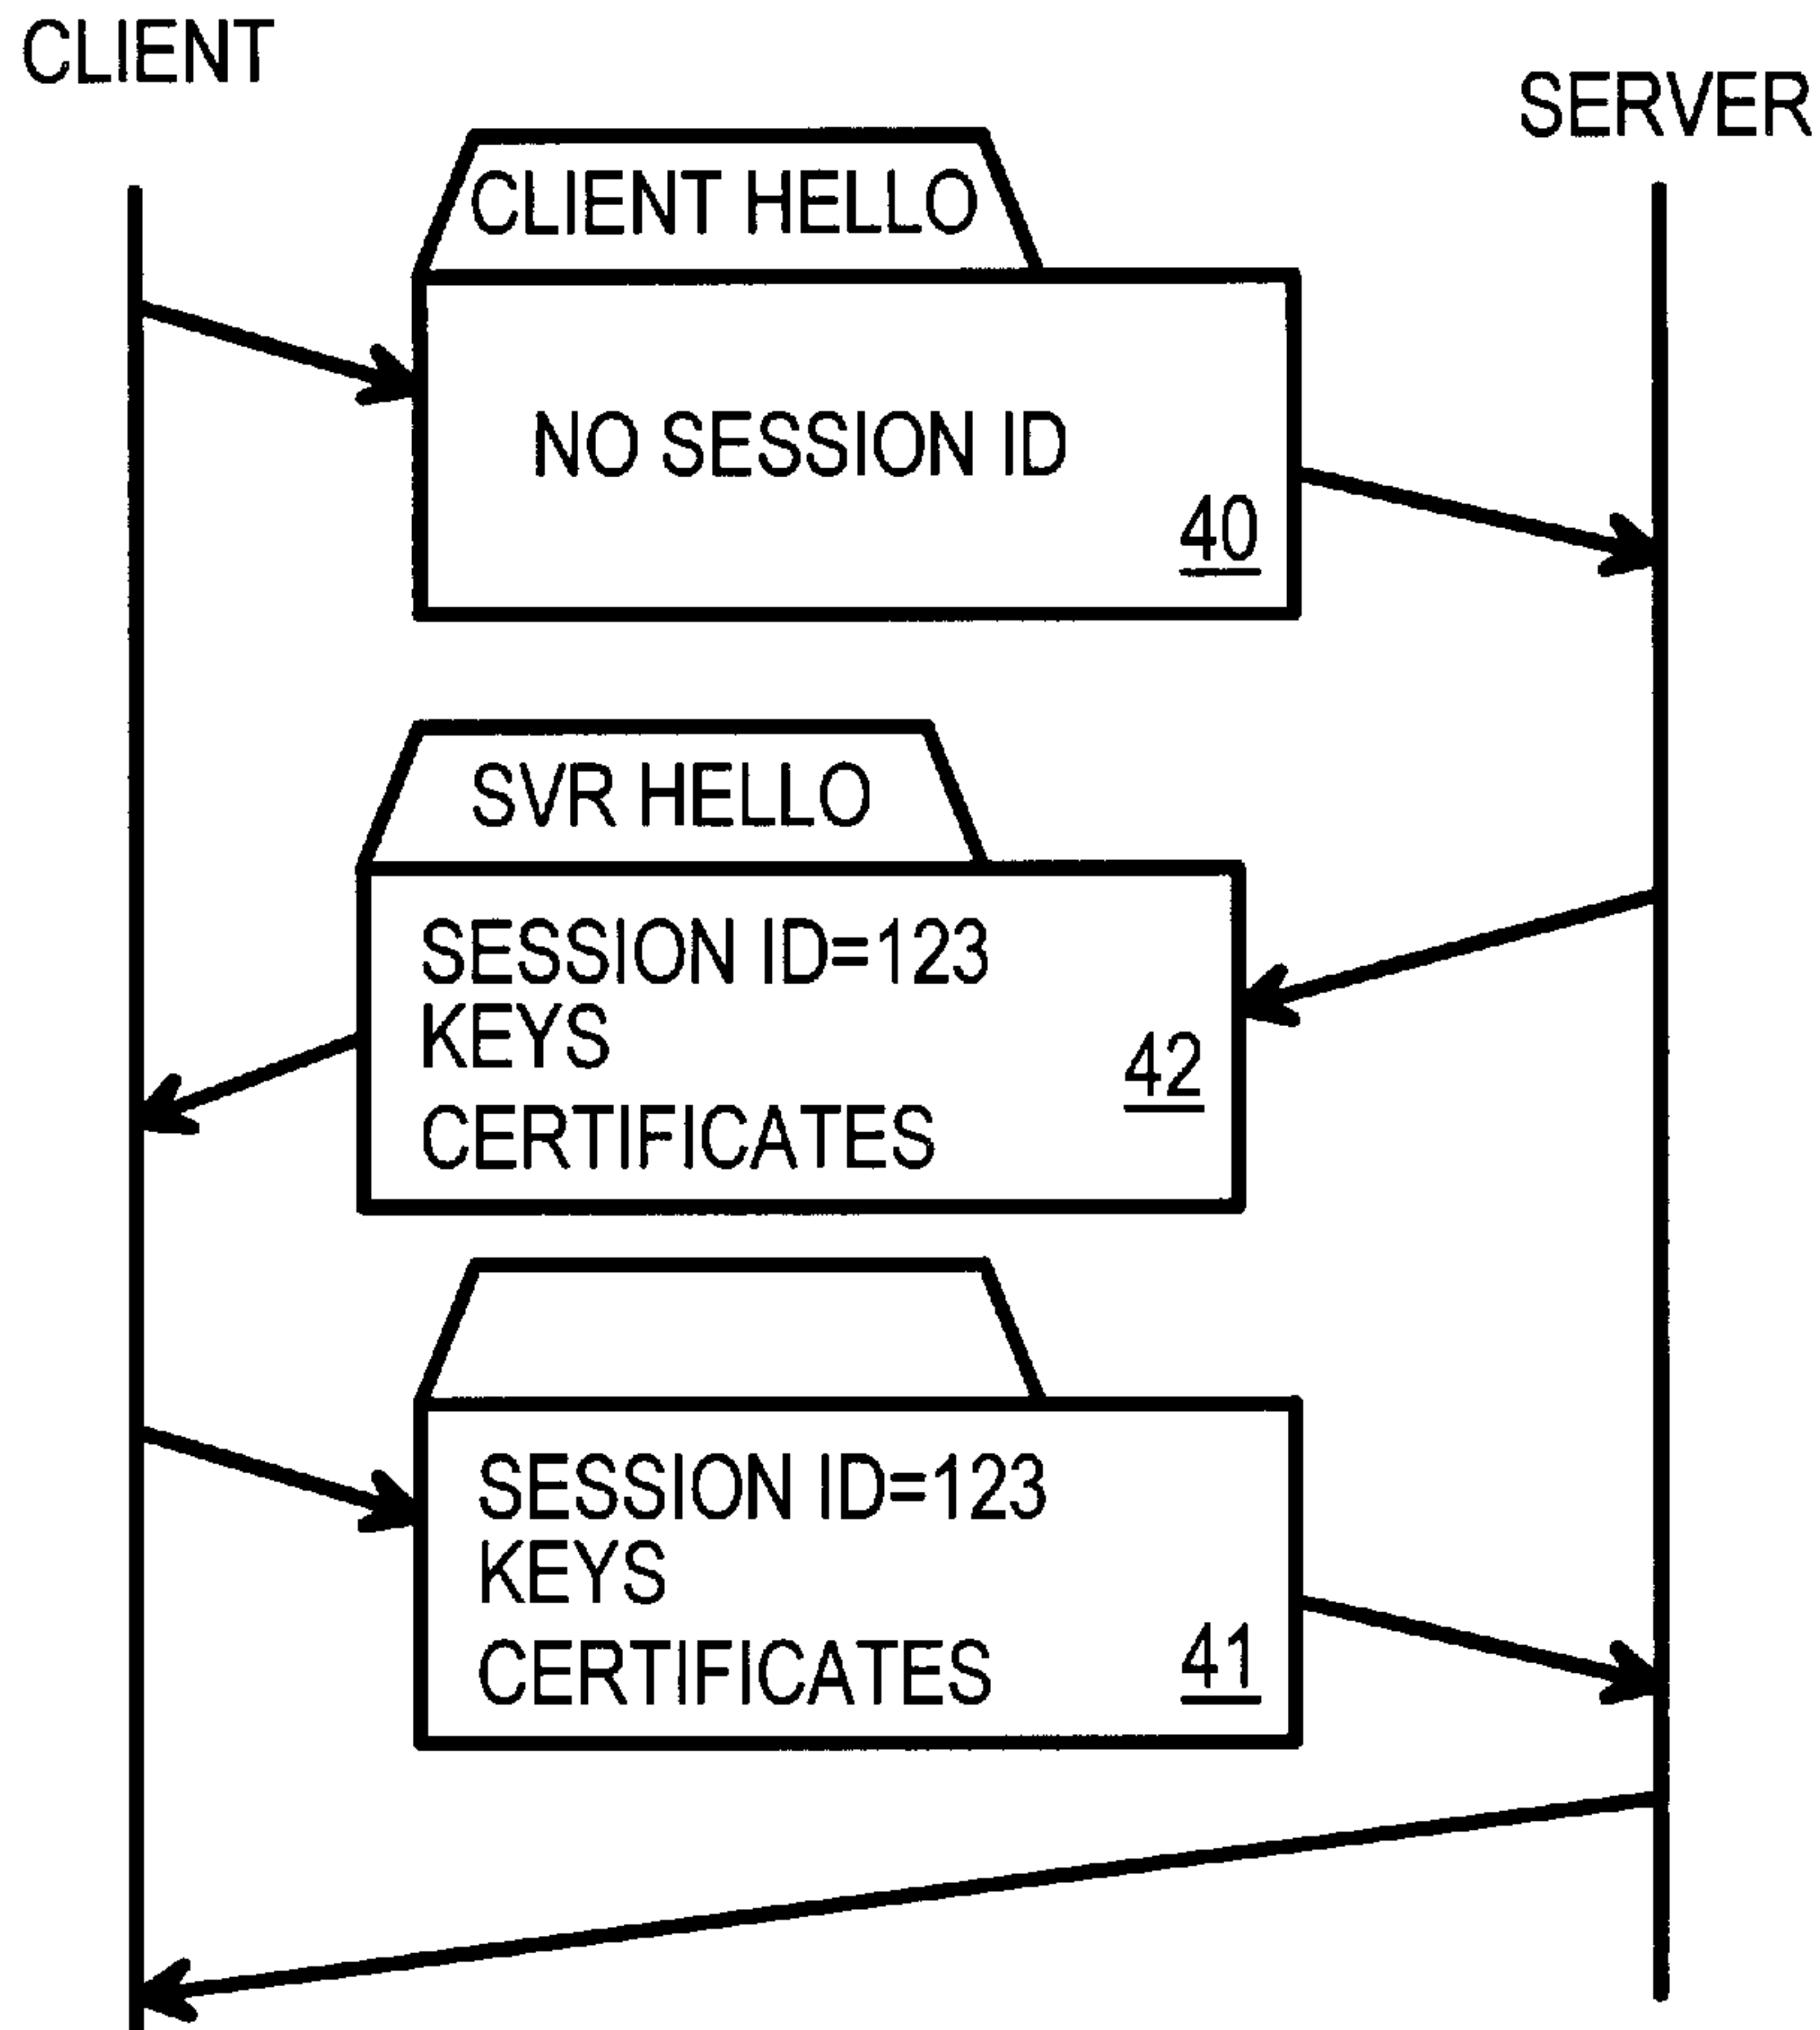 CLIENT
SERVER
CLIENT HELLO
NO SESSION ID
40
SVR HELLO
SESSION ID=123
KEYS
42
CERTIFICATES
SESSION ID=123
KEYS
CERTIFICATES
41